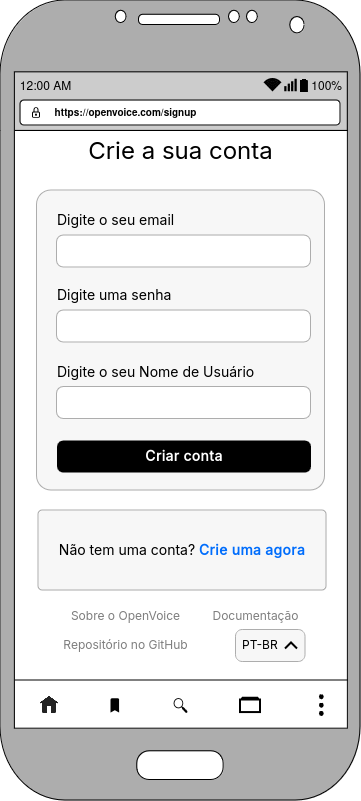 12:00 AM 100%
https://openvoice.com/signup
Crie a sua conta
Digite o seu email
Digite uma senha
Digite o seu Nome de Usuário
Criar conta
Não tem uma conta? Crie uma agora
Sobre o OpenVoice Documentação
Repositório no GitHub PT-BR